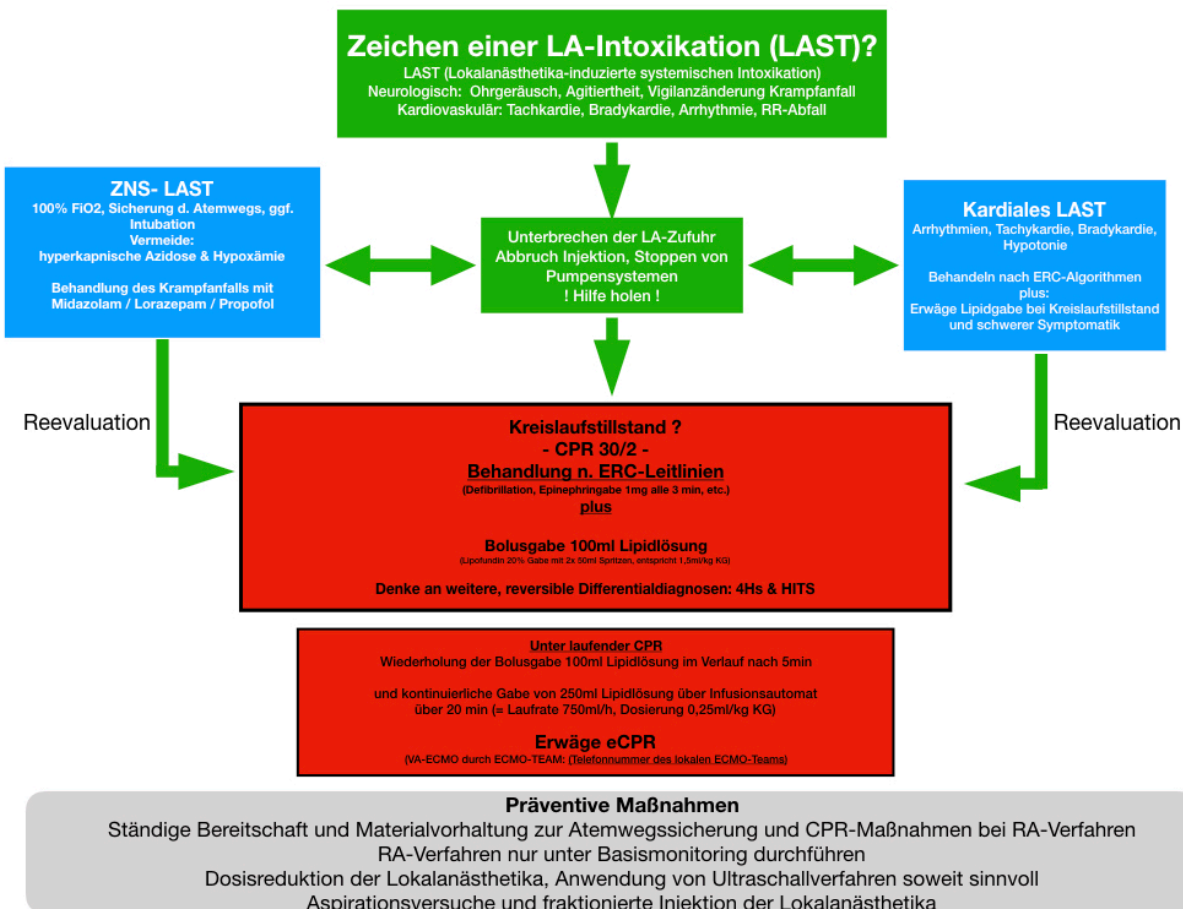 Zeichen einer LA-Intoxikation (LAST)?
LAST (Lokalanästhetika-induzierte systemischen Intoxikation)
Neurologisch: Ohrgeräusch, Agitiertheit, Vigilanzänderung Krampfanfall
Kardiovaskulär: Tachkardie, Bradykardie, Arrhythmie, RR-Abfall
ZNS- LAST
100% FiO2, Sicherung d. Atemwegs, ggf.
Intubation
Vermeide:
hyperkapnische Azidose & Hypoxämie
Behandlung des Krampfanfalls mit
Midazolam / Lorazepam / Propofol
Unterbrechen der LA-Zufuhr
Abbruch Injektion, Stoppen von
Pumpensystemen
! Hilfe holen !
Kardiales LAST
Arrhythmien, Tachykardie, Bradykardie,
Hypotonie
Behandeln nach ERC-Algorithmen
plus:
Erwäge Lipidgabe bei Kreislaufstillstand
und schwerer Symptomatik
Reevaluation
Reevaluation
Kreislaufstillstand ?
- CPR 30/2 -
Behandlung n. ERC-Leitlinien
(Defibrillation, Epinephringabe 1mg alle 3 min, etc.)
plus
Bolusgabe 100ml Lipidlösung
(Lipofundin 20% Gabe mit 2x 50ml Spritzen, entspricht 1,5ml/kg KG)
Denke an weitere, reversible Differentialdiagnosen: 4Hs & HITS
Unter laufender CPR
Wiederholung der Bolusgabe 100ml Lipidlösung im Verlauf nach 5min
und kontinuierliche Gabe von 250ml Lipidlösung über Infusionsautomat
über 20 min (= Laufrate 750ml/h, Dosierung 0,25ml/kg KG)
Erwäge eCPR
(VA-ECMO durch ECMO-TEAM: (Telefonnummer des lokalen ECMO-Teams)
Präventive Maßnahmen
Ständige Bereitschaft und Materialvorhaltung zur Atemwegssicherung und CPR-Maßnahmen bei RA-Verfahren
RA-Verfahren nur unter Basismonitoring durchführen
Dosisreduktion der Lokalanästhetika, Anwendung von Ultraschallverfahren soweit sinnvoll
Aspirationsversuche und fraktionierte Injektion der Lokalanästhetika